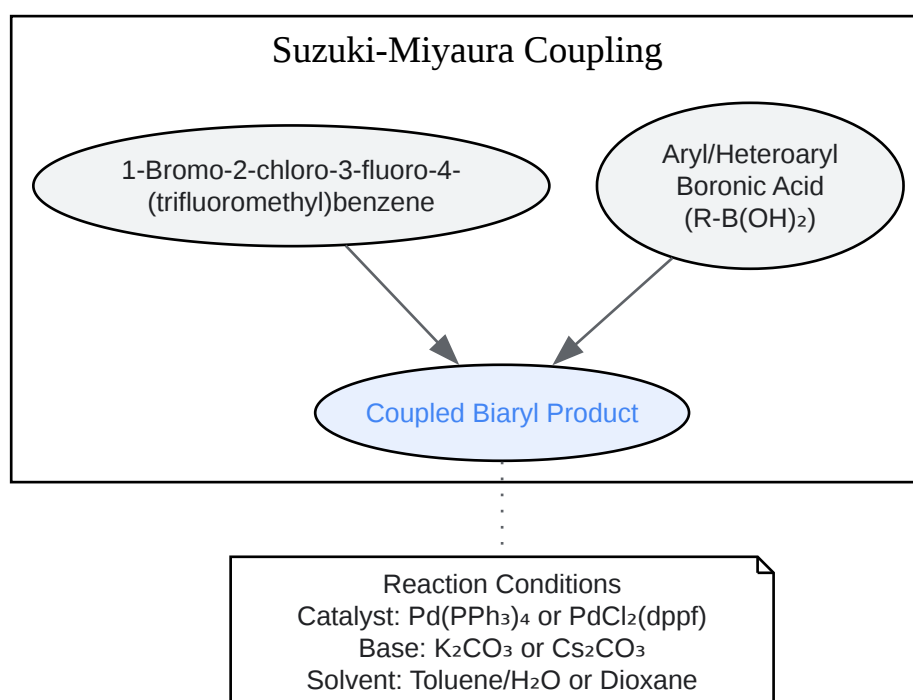 Suzuki-Miyaura Coupling
1-Bromo-2-chloro-3-fluoro-4-
(trifluoromethyl)benzene
Aryl/Heteroaryl
Boronic Acid
(R-B(OH)₂)
Coupled Biaryl Product
Reaction Conditions
Catalyst: Pd(PPh₃)₄ or PdCl₂(dppf)
Base: K₂CO₃ or Cs₂CO₃
Solvent: Toluene/H₂O or Dioxane